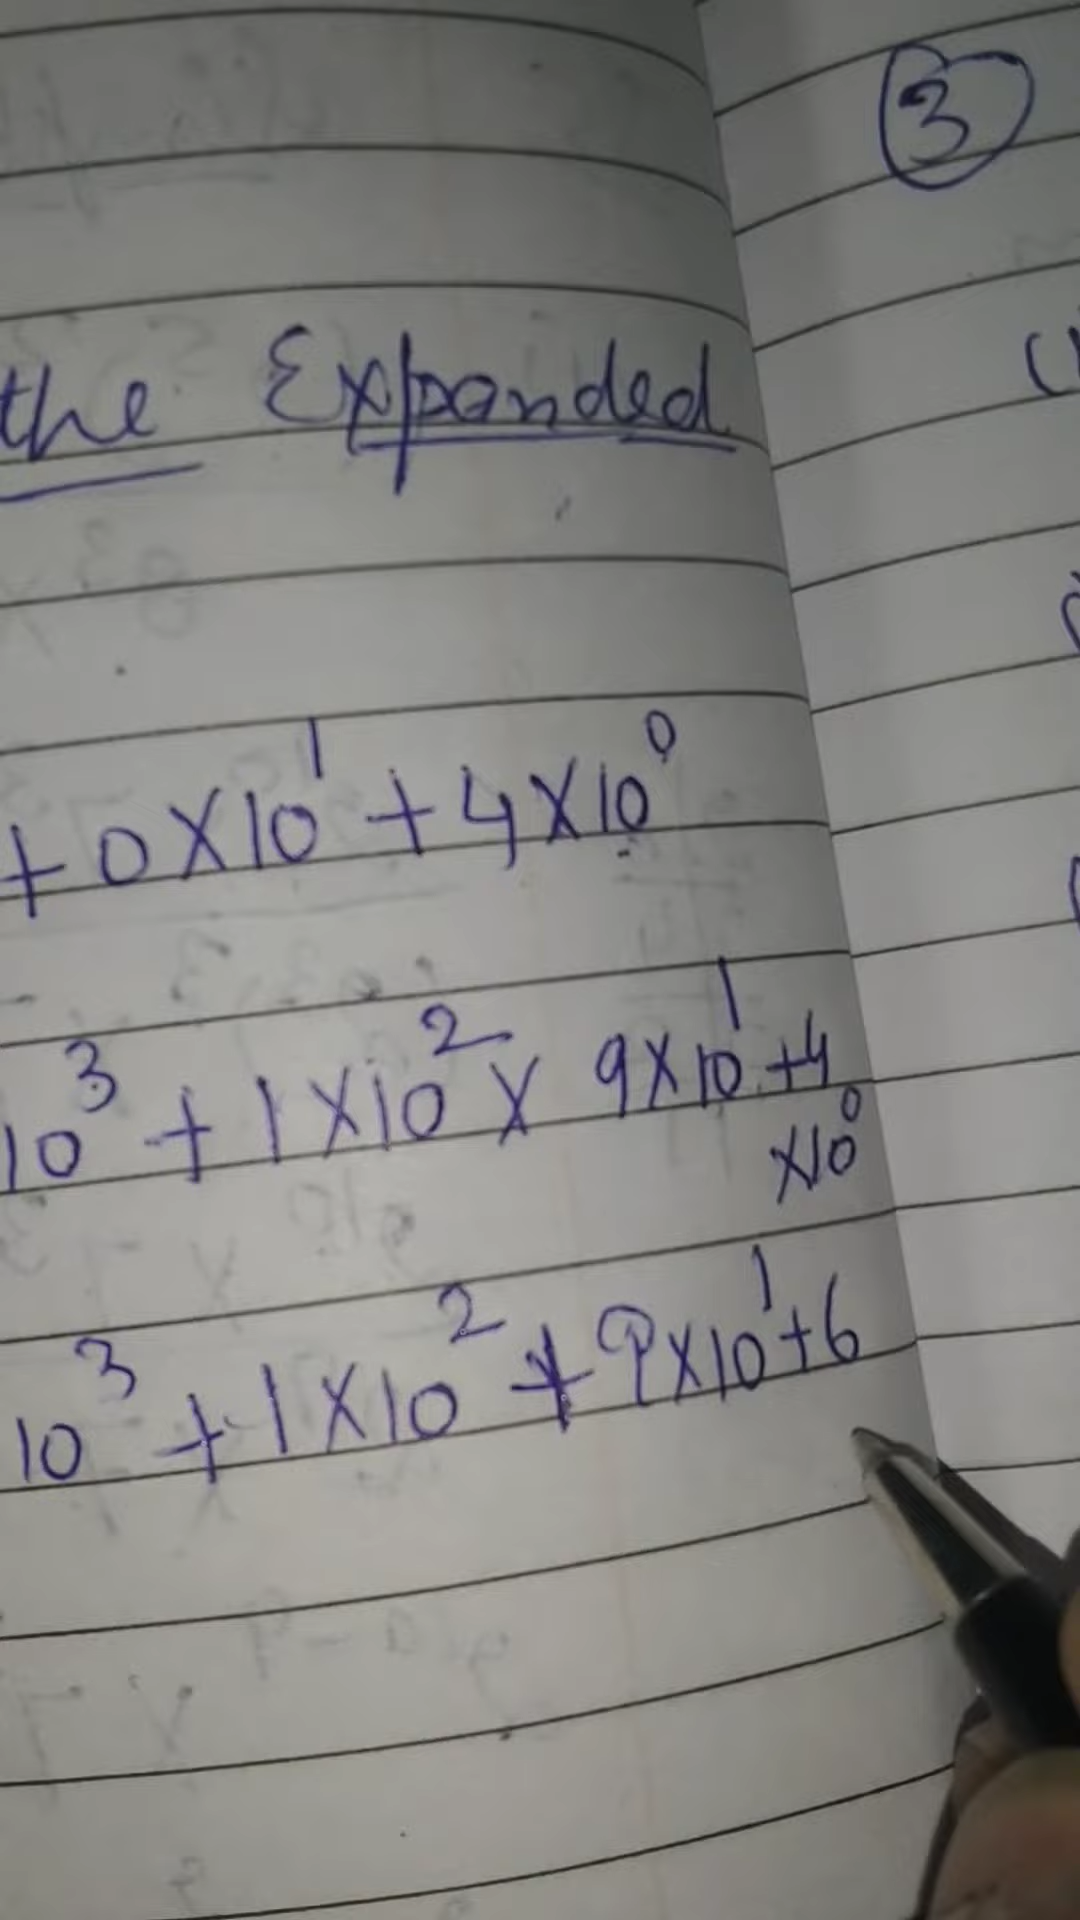 the Expanded
+ 0×10¹ + 4×10⁰
10³ + 1×10² × 9×10¹ + 4
×10⁰
10³ + 1×10² + 9×10¹ + 6
3
(